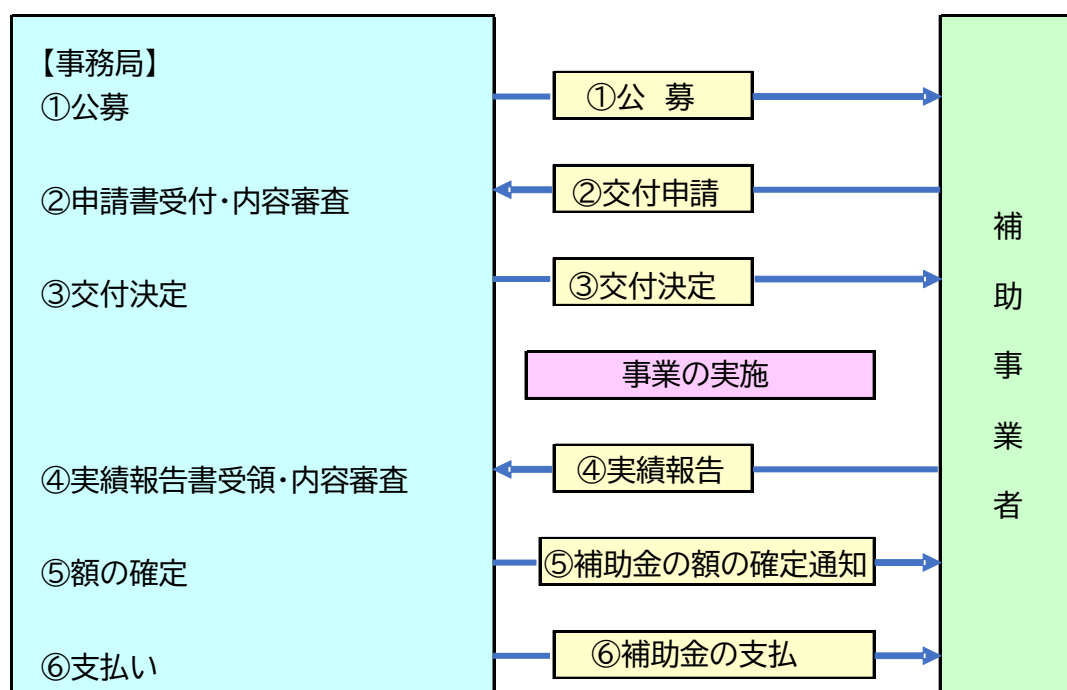 【事務局】
①公募
②申請書受付・内容審査
③交付決定
④実績報告書受領・内容審査
⑤額の確定
⑥支払い
①公　募
②交付申請
③交付決定
事業の実施
④実績報告
⑤補助金の額の確定通知
⑥補助金の支払
補助事業者